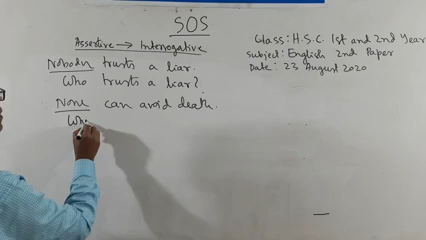 SOS
Assertive → Interrogative
Nobody trusts a liar.
Who trusts a liar?
None can avoid death.
Who
Class: H.S.C. 1st and 2nd Year
Subject: English 2nd Paper
Date: 23 August 2020